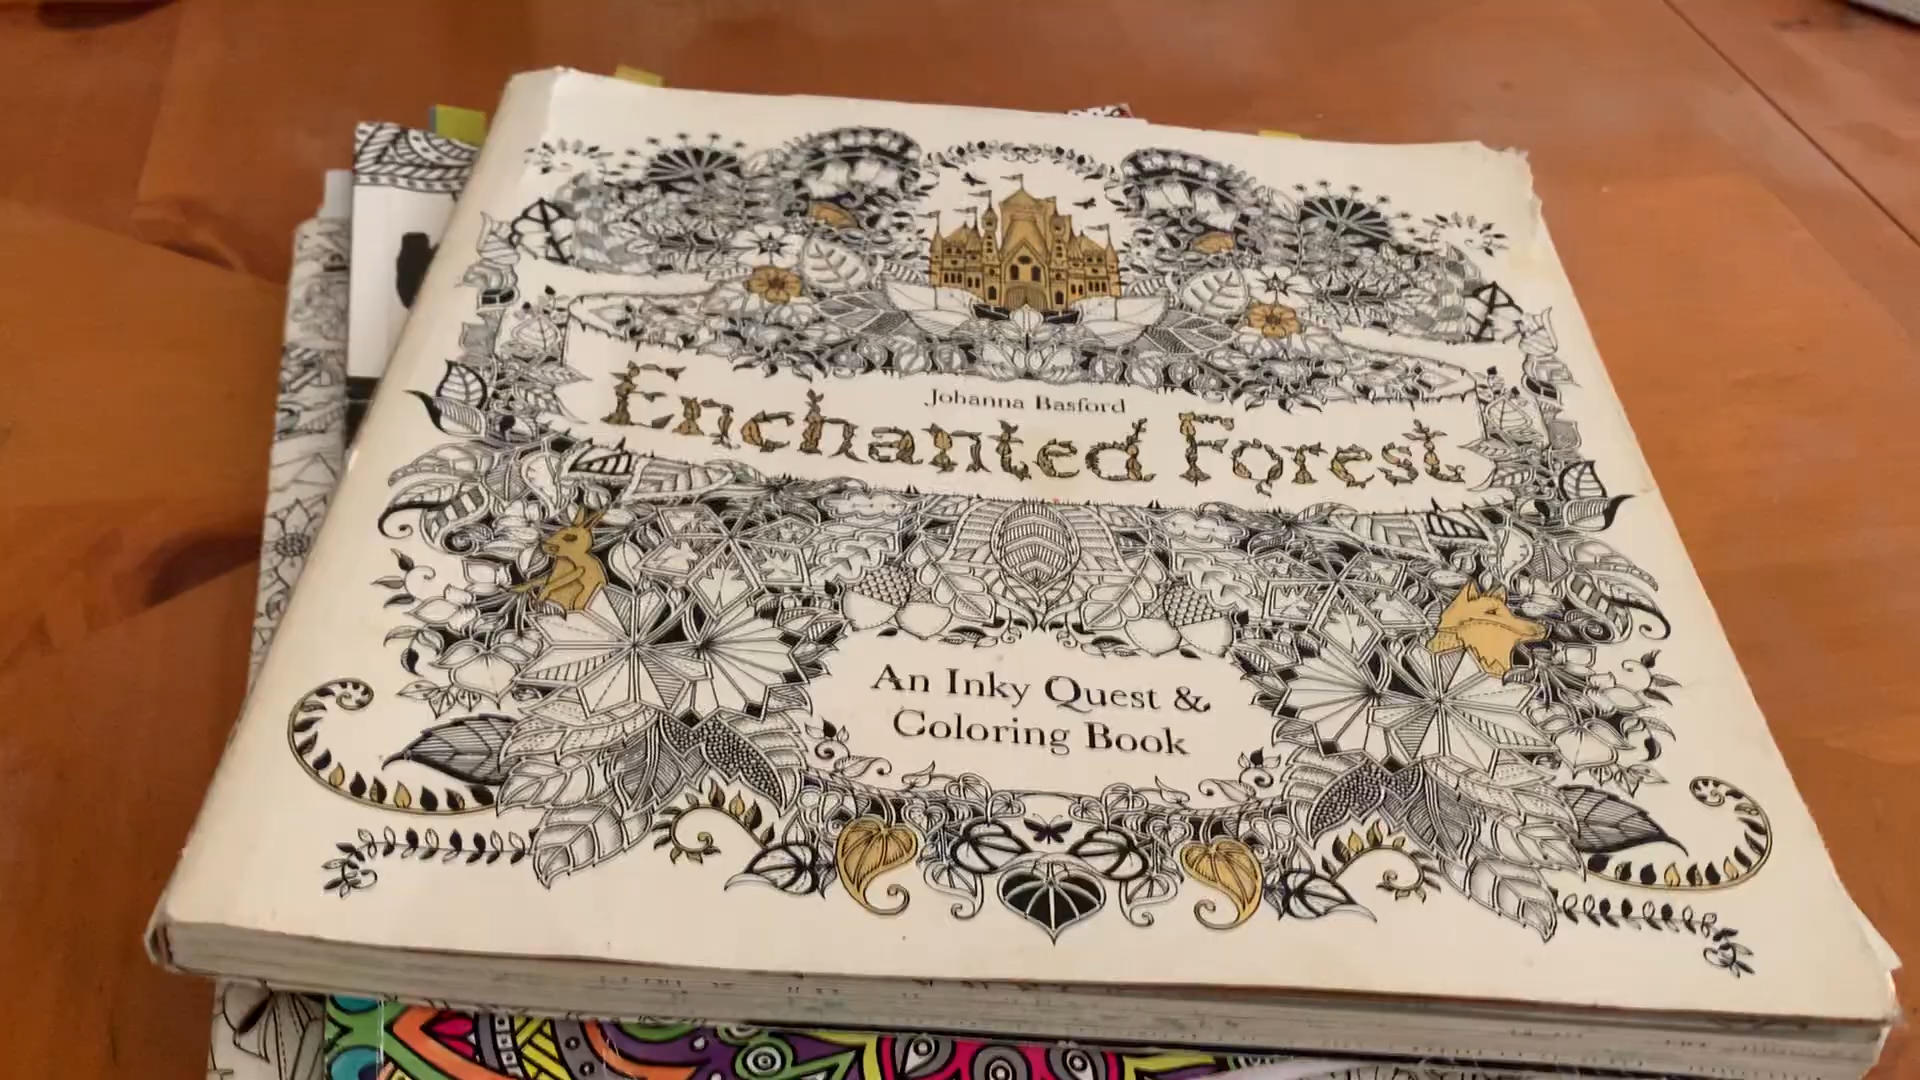 Johanna Basford
Enchanted Forest
An Inky Quest &
Coloring Book